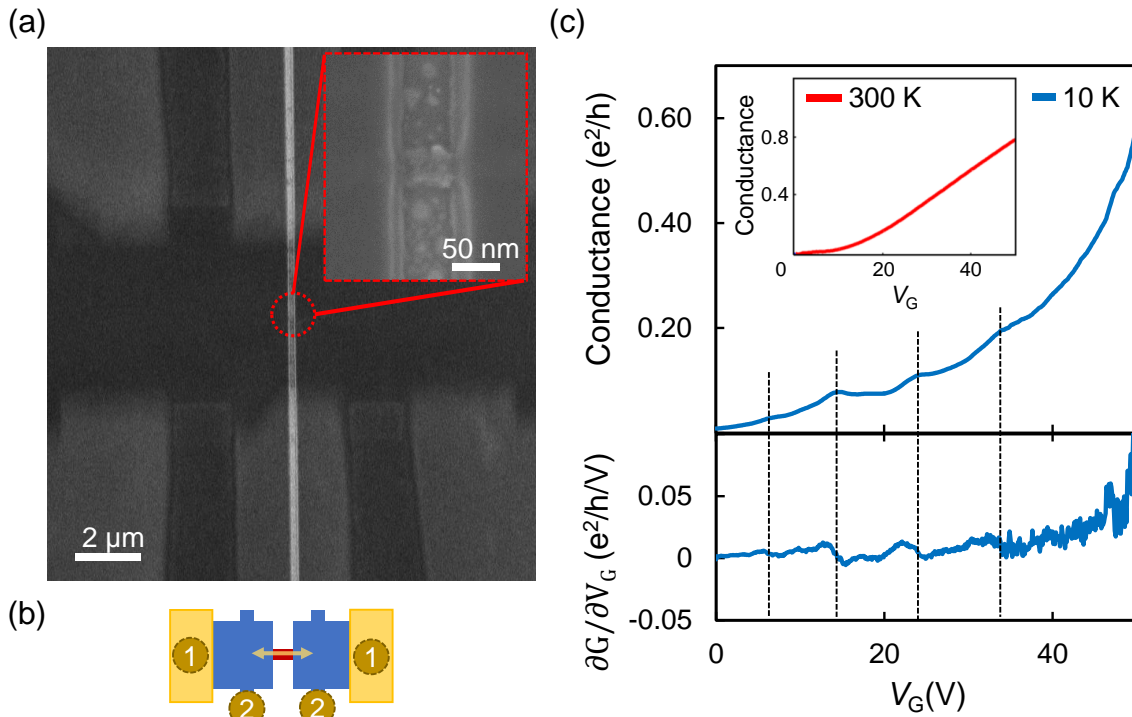 (a)
50 nm
2 µm
(b)
1
1
2
2
(c)
300 K
10 K
Conductance (e²/h)
0.60
0.40
0.20
Conductance
0.8
0.4
0
20
40
V_G
∂G/∂V_G (e²/h/V)
0.05
0
-0.05
0
20
40
V_G(V)